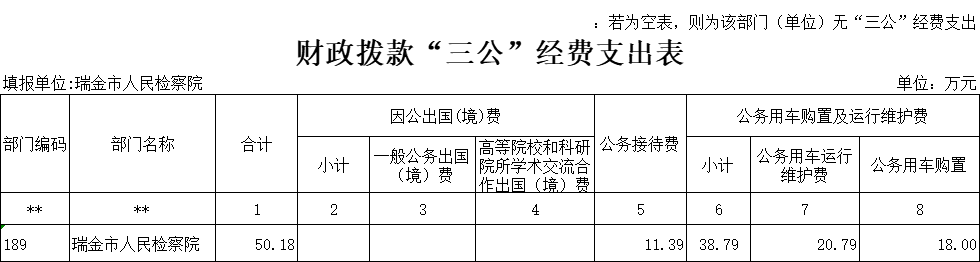 ：若为空表，则为该部门（单位）无“三公”经费支出
财政拨款“三公”经费支出表
填报单位:瑞金市人民检察院 单位：万元
部门编码 部门名称 合计 因公出国(境)费 公务接待费 公务用车购置及运行维护费
小计 一般公务出国（境）费 高等院校和科研院所学术交流合作出国（境）费 小计 公务用车运行维护费 公务用车购置
** ** 1 2 3 4 5 6 7 8
189 瑞金市人民检察院 50.18 11.39 38.79 20.79 18.00